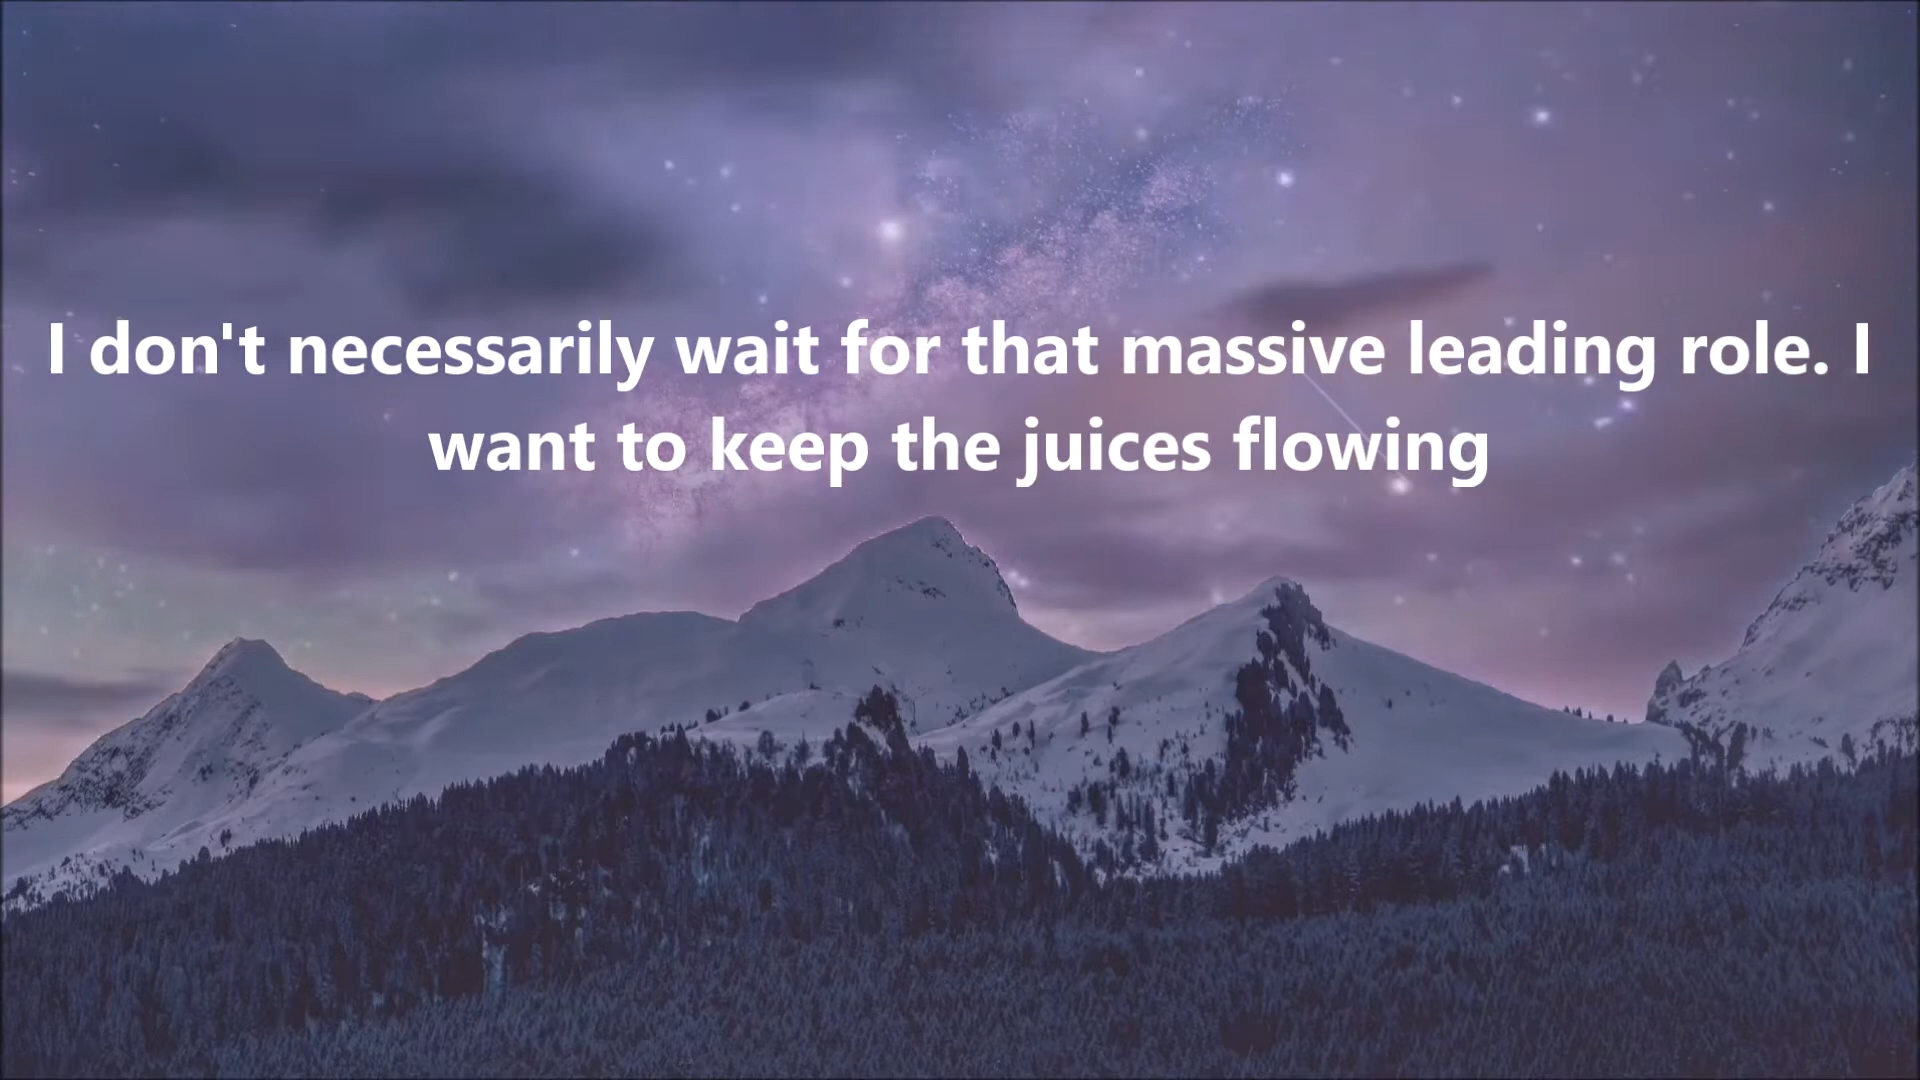 I don't necessarily wait for that massive leading role. I
want to keep the juices flowing